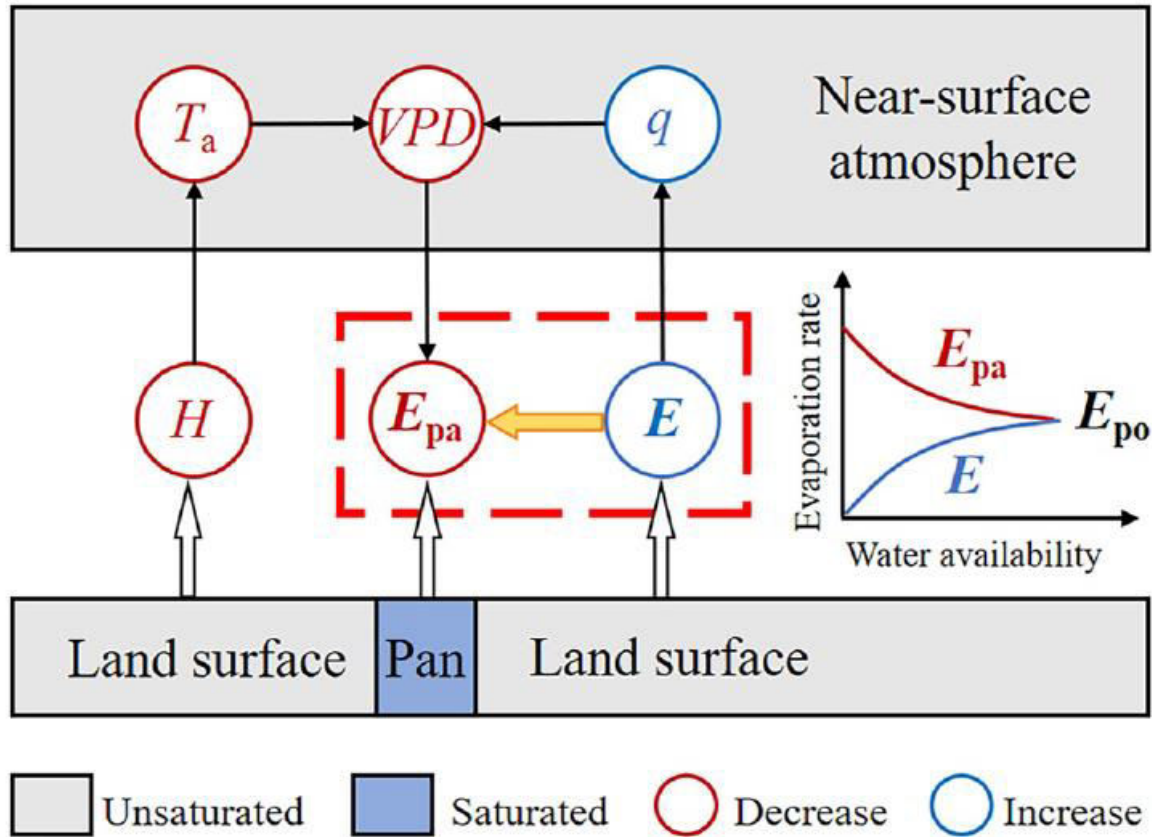 Tₐ
VPD
q
Near-surface
atmosphere
H
Eₚₐ
E
Evaporation rate
Eₚₐ
E
Eₚₒ
Water availability
Land surface
Pan
Land surface
Unsaturated
Saturated
Decrease
Increase